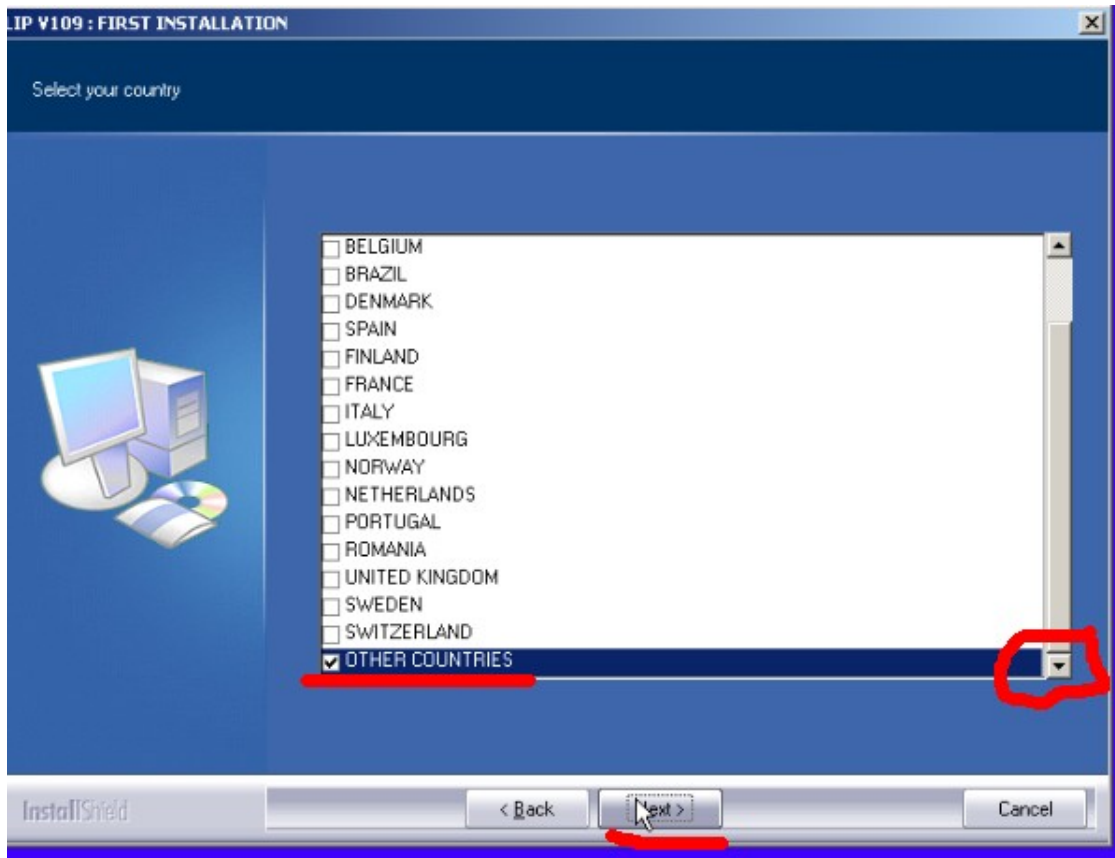 LIP V109 : FIRST INSTALLATION
Select your country
BELGIUM
BRAZIL
DENMARK
SPAIN
FINLAND
FRANCE
ITALY
LUXEMBOURG
NORWAY
NETHERLANDS
PORTUGAL
ROMANIA
UNITED KINGDOM
SWEDEN
SWITZERLAND
OTHER COUNTRIES
InstallShield
< Back
Next >
Cancel